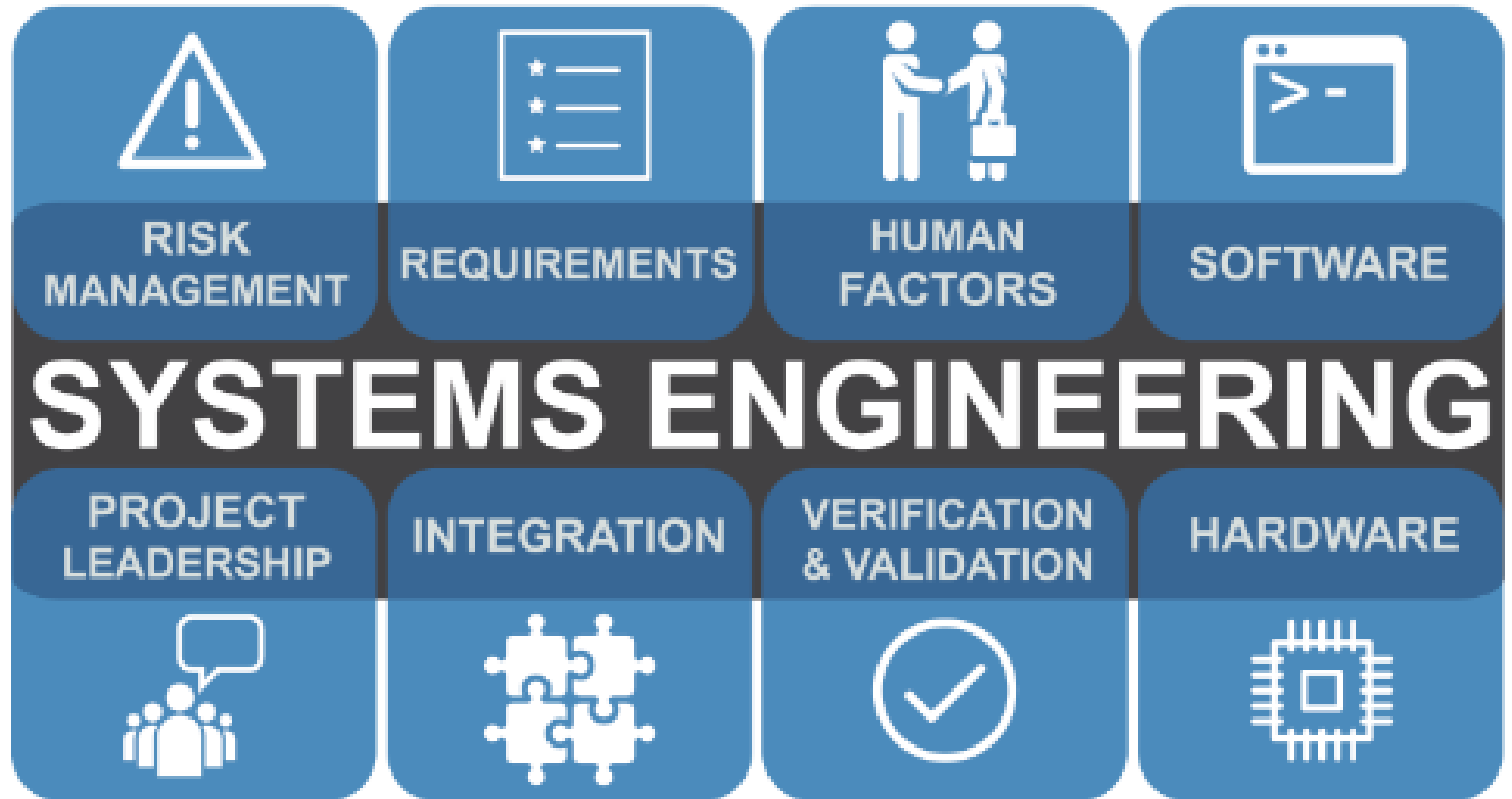 RISK
MANAGEMENT
REQUIREMENTS
HUMAN
FACTORS
>-
SOFTWARE
SYSTEMS ENGINEERING
PROJECT
LEADERSHIP
INTEGRATION
VERIFICATION
& VALIDATION
HARDWARE